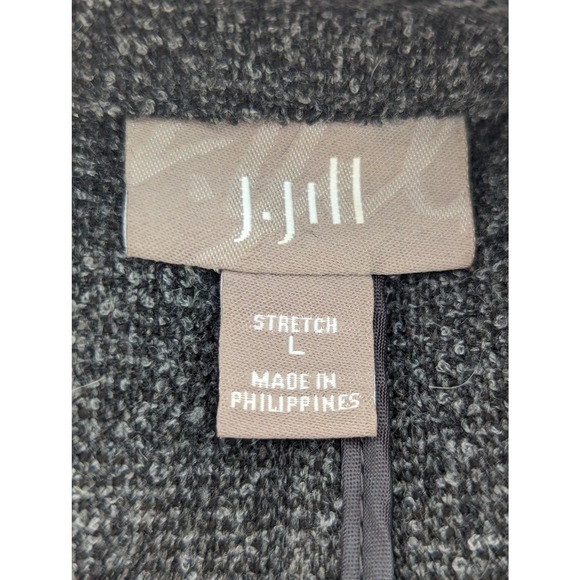 J.Jill
STRETCH
L
MADE IN
PHILIPPINES